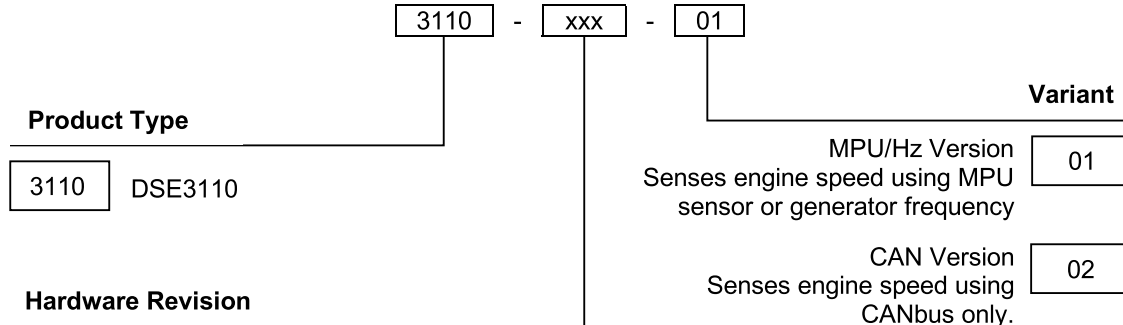 3110 - xxx - 01
Variant
Product Type
MPU/Hz Version
Senses engine speed using MPU
sensor or generator frequency
01
3110 DSE3110
CAN Version
Senses engine speed using
CANbus only.
02
Hardware Revision